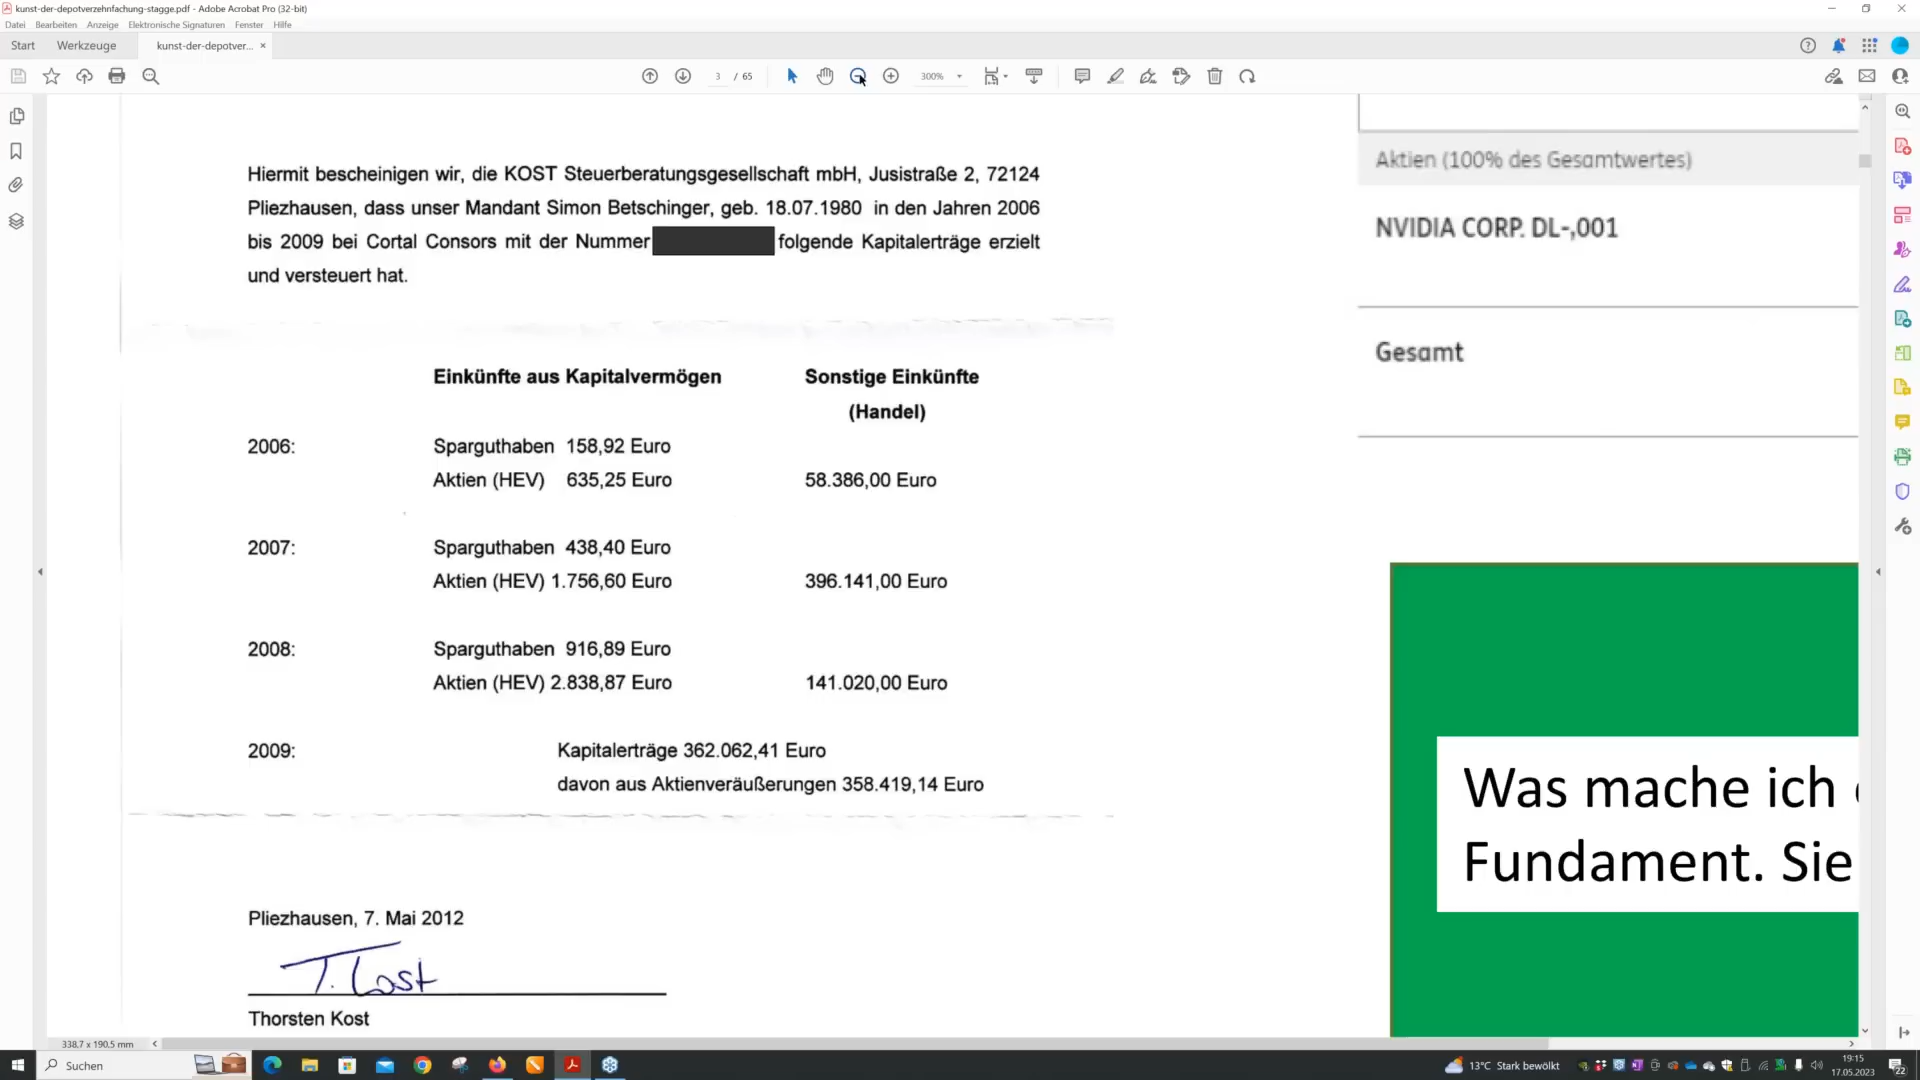 kunst-der-depotverzehnfachung-stagge.pdf - Adobe Acrobat Pro (32-bit)
Datei Bearbeiten Anzeige Elektronische Signaturen Fenster Hilfe
Start Werkzeuge kunst-der-depotver... ×
3 / 65 300%
Hiermit bescheinigen wir, die KOST Steuerberatungsgesellschaft mbH, Jusistraße 2, 72124
Pliezhausen, dass unser Mandant Simon Betschinger, geb. 18.07.1980 in den Jahren 2006
bis 2009 bei Cortal Consors mit der Nummer folgende Kapitalerträge erzielt
und versteuert hat.
Einkünfte aus Kapitalvermögen Sonstige Einkünfte
(Handel)
2006: Sparguthaben 158,92 Euro
Aktien (HEV) 635,25 Euro 58.386,00 Euro
2007: Sparguthaben 438,40 Euro
Aktien (HEV) 1.756,60 Euro 396.141,00 Euro
2008: Sparguthaben 916,89 Euro
Aktien (HEV) 2.838,87 Euro 141.020,00 Euro
2009: Kapitalerträge 362.062,41 Euro
davon aus Aktienveräußerungen 358.419,14 Euro
Pliezhausen, 7. Mai 2012
T. Kost
Thorsten Kost
Aktien (100% des Gesamtwertes)
NVIDIA CORP. DL-,001
Gesamt
Was mache ich
Fundament. Sie
338,7 x 190,5 mm
Suchen
13°C Stark bewölkt
19:15
17.05.2023
22